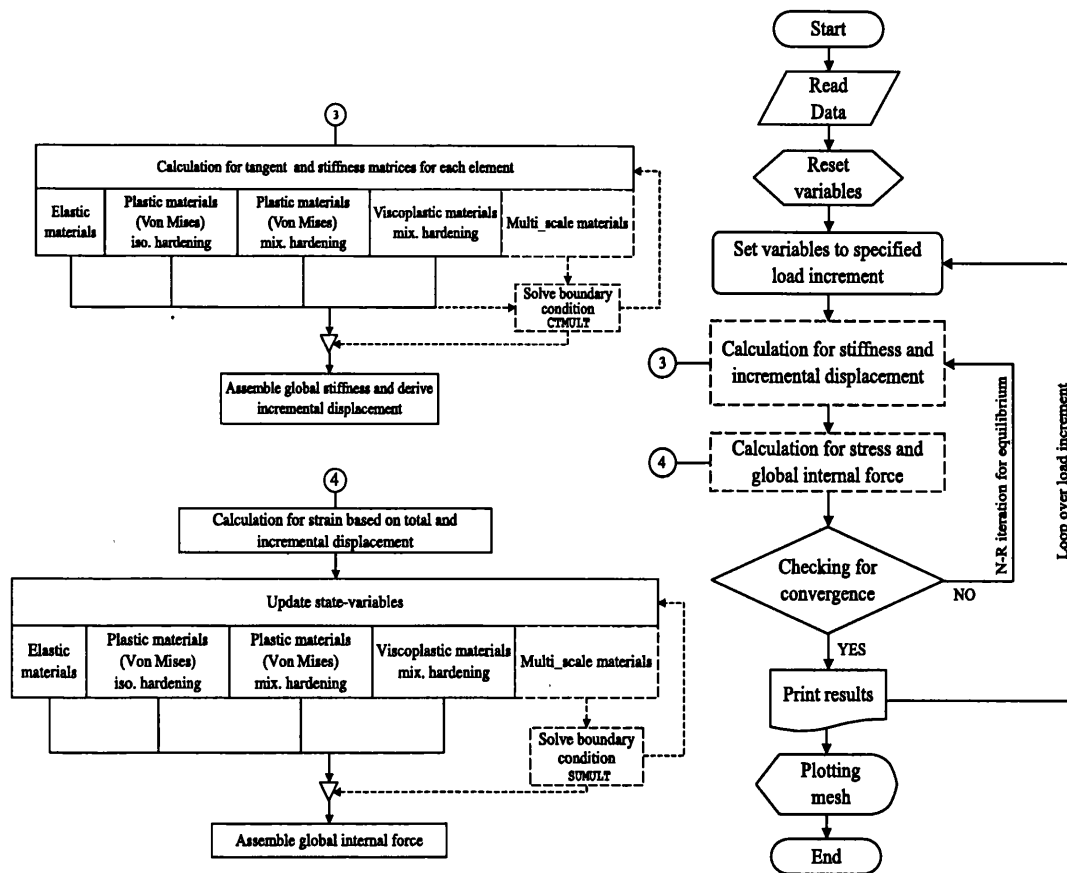 3
Calculation for tangent and stiffness matrices for each element
Elastic
materials
Plastic materials
(Von Mises)
iso. hardening
Plastic materials
(Von Mises)
mix. hardening
Viscoplastic materials
mix. hardening
Multi_scale materials
Solve boundary
condition
CTMULT
Assemble global stiffness and derive
incremental displacement
4
Calculation for strain based on total and
incremental displacement
Update state-variables
Elastic
materials
Plastic materials
(Von Mises)
iso. hardening
Plastic materials
(Von Mises)
mix. hardening
Viscoplastic materials
mix. hardening
Multi_scale materials
Solve boundary
condition
SUMULT
Assemble global internal force
Start
Read
Data
Reset
variables
Set variables to specified
load increment
3
Calculation for stiffness and
incremental displacement
4
Calculation for stress and
global internal force
Checking for
convergence
NO
N-R iteration for equilibrium
Loop over load increment
YES
Print results
Plotting
mesh
End